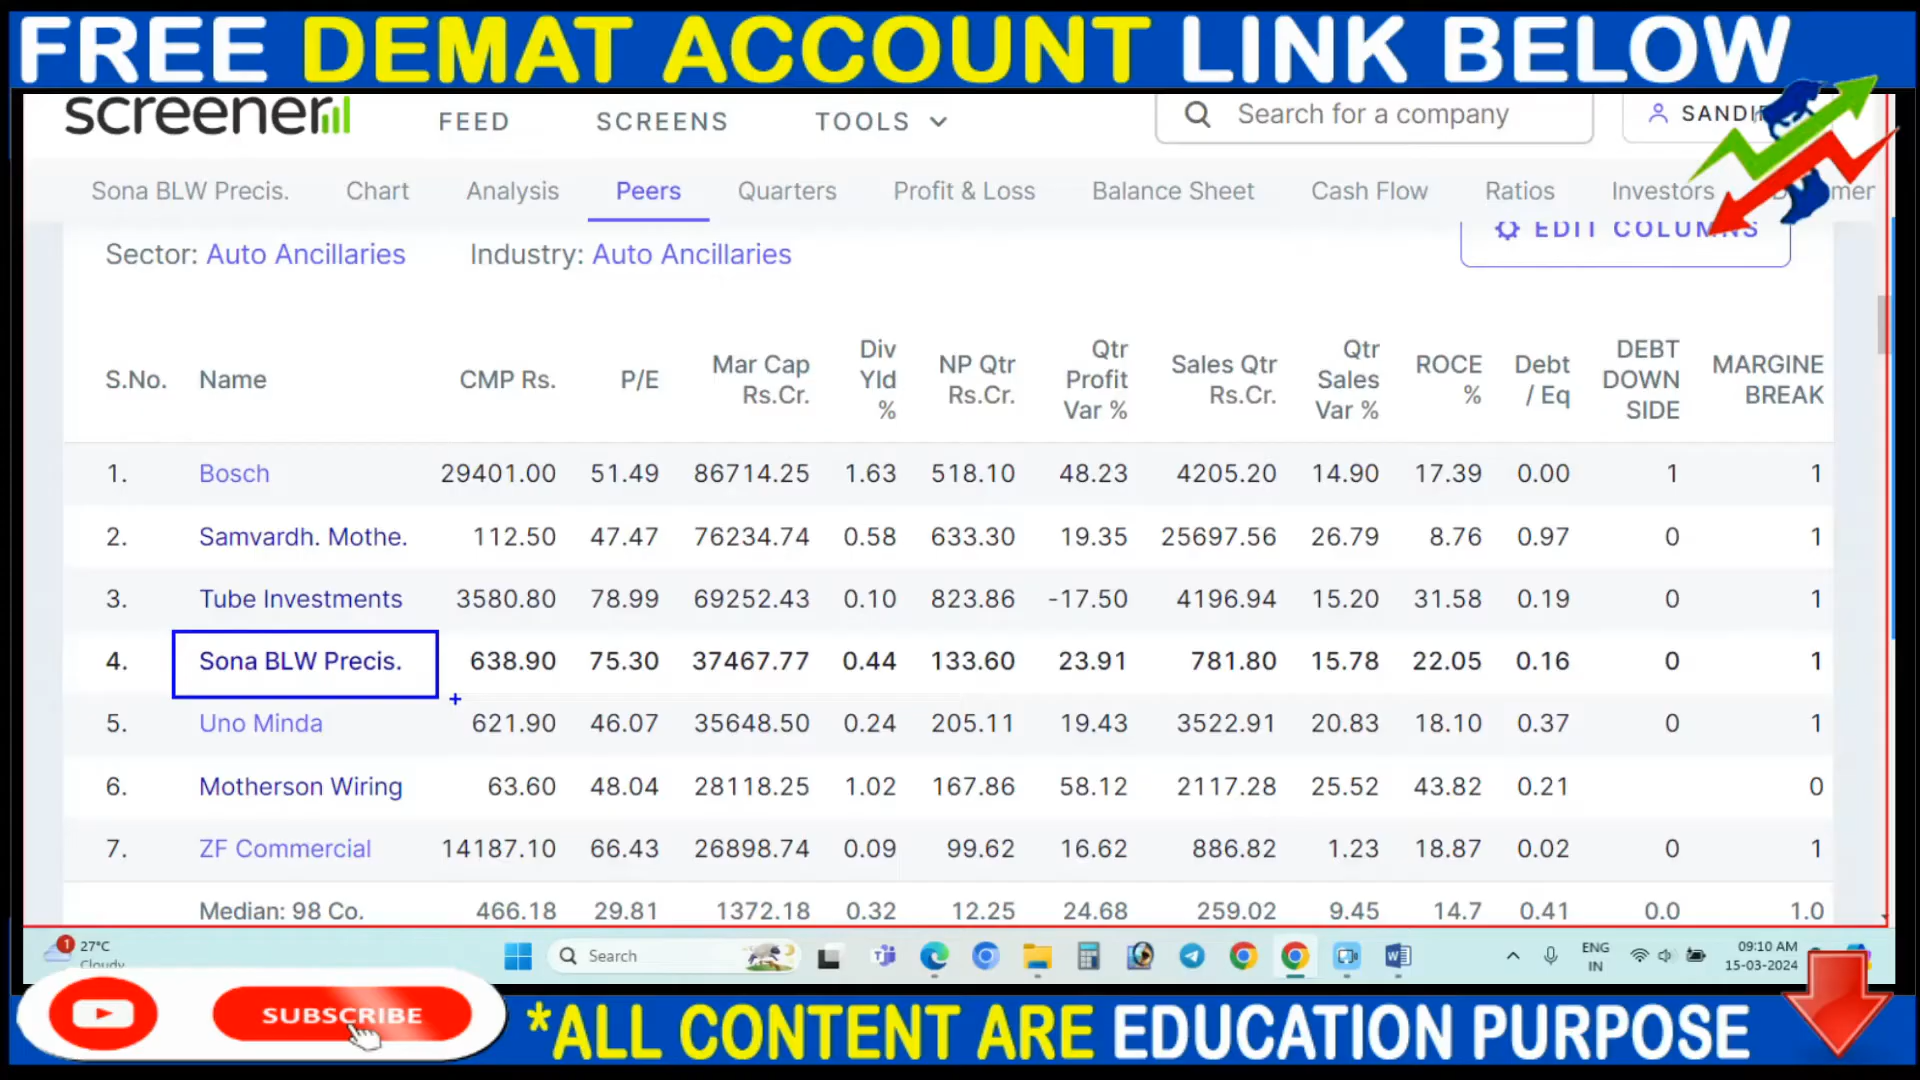 FREE DEMAT ACCOUNT LINK BELOW
screener
FEED SCREENS TOOLS
Search for a company
Sona BLW Precis. Chart Analysis Peers Quarters Profit & Loss Balance Sheet Cash Flow Ratios Investors
Sector: Auto Ancillaries Industry: Auto Ancillaries
EDIT COLUMNS
S.No. Name CMP Rs. P/E Mar Cap Rs.Cr. Div Yld % NP Qtr Rs.Cr. Qtr Profit Var % Sales Qtr Rs.Cr. Qtr Sales Var % ROCE % Debt / Eq DEBT DOWN SIDE MARGINE BREAK
1. Bosch 29401.00 51.49 86714.25 1.63 518.10 48.23 4205.20 14.90 17.39 0.00 1 1
2. Samvardh. Mothe. 112.50 47.47 76234.74 0.58 633.30 19.35 25697.56 26.79 8.76 0.97 0 1
3. Tube Investments 3580.80 78.99 69252.43 0.10 823.86 -17.50 4196.94 15.20 31.58 0.19 0 1
4. Sona BLW Precis. 638.90 75.30 37467.77 0.44 133.60 23.91 781.80 15.78 22.05 0.16 0 1
5. Uno Minda 621.90 46.07 35648.50 0.24 205.11 19.43 3522.91 20.83 18.10 0.37 0 1
6. Motherson Wiring 63.60 48.04 28118.25 1.02 167.86 58.12 2117.28 25.52 43.82 0.21 0
7. ZF Commercial 14187.10 66.43 26898.74 0.09 99.62 16.62 886.82 1.23 18.87 0.02 0 1
Median: 98 Co. 466.18 29.81 1372.18 0.32 12.25 24.68 259.02 9.45 14.7 0.41 0.0 1.0
1
27°C
Cloudy
Search
ENG
IN
09:10 AM
15-03-2024
SUBSCRIBE
*ALL CONTENT ARE EDUCATION PURPOSE